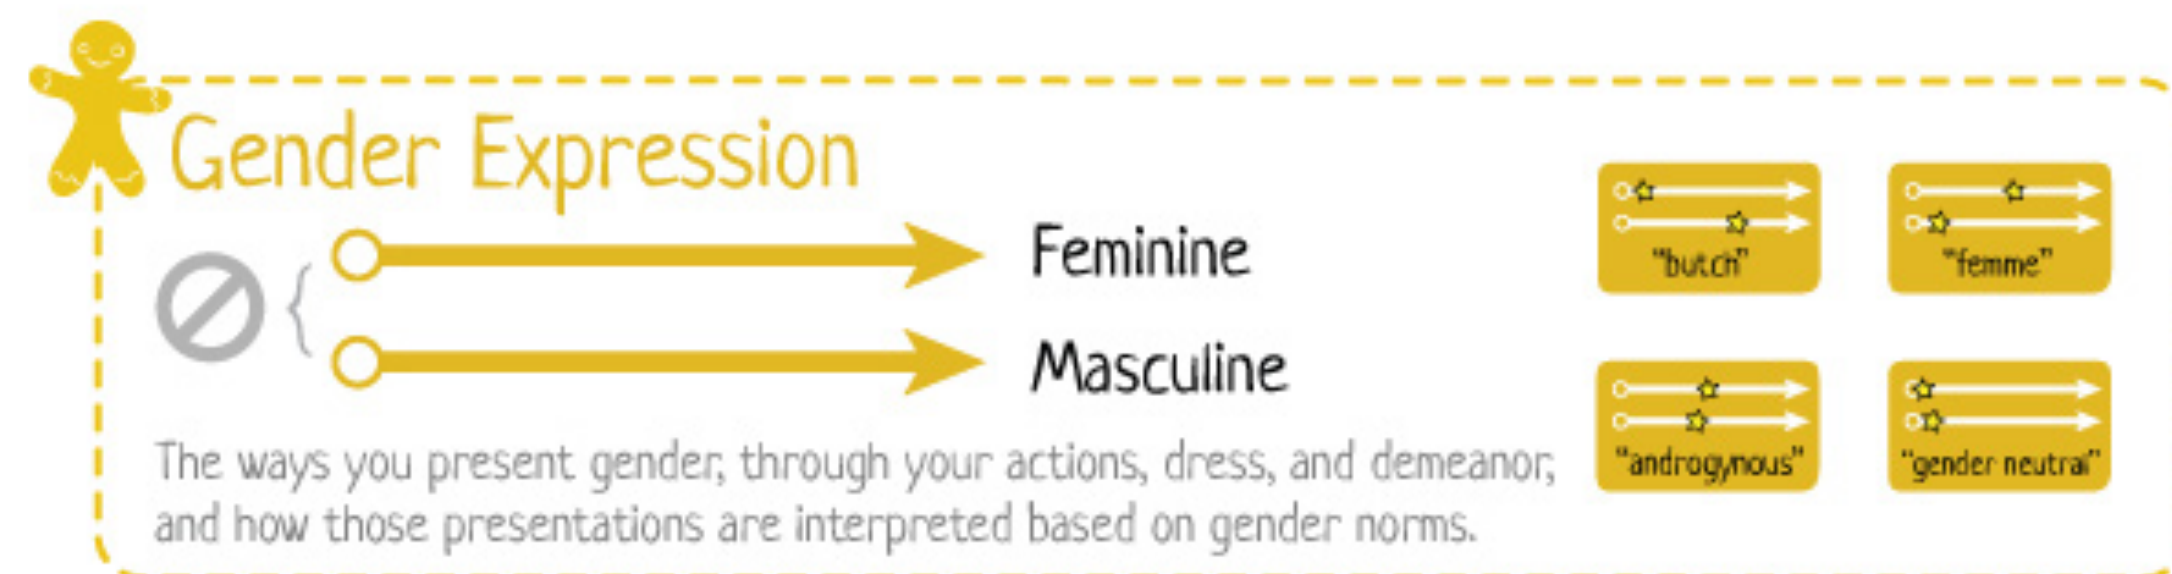 Gender Expression
Feminine
Masculine
The ways you present gender, through your actions, dress, and demeanor,
and how those presentations are interpreted based on gender norms.
"butch"
"femme"
"androgynous"
"gender neutral"